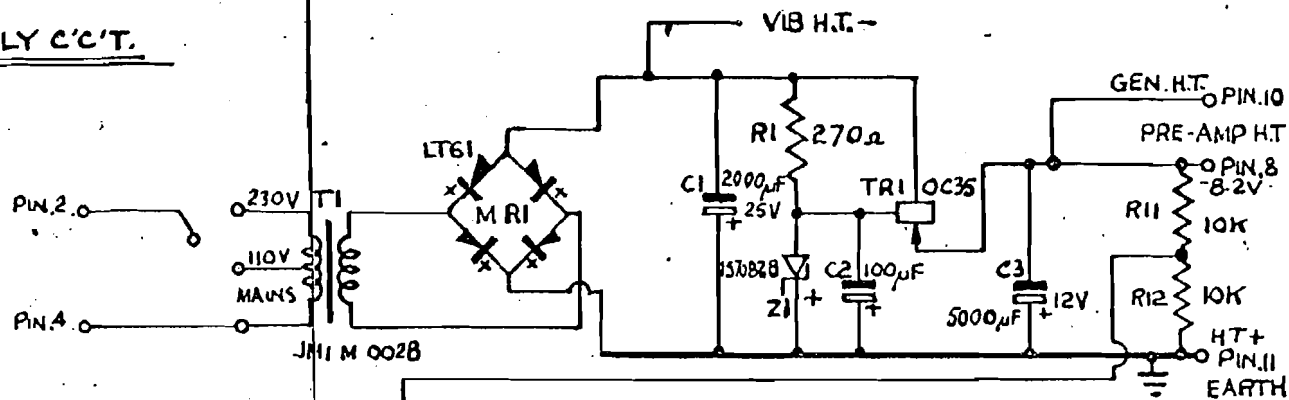 LY C'C'T.
VIB H.T. -
GEN. H.T.
PIN.10
PRE-AMP H.T
PIN.8
-8.2V
LT61
R1
270Ω
PIN.2
230V
T1
MR1
C1
2000µF
25V
TR1
OC35
R11
10K
110V
MAINS
Z1
C2
100µF
C3
5000µF
12V
R12
10K
PIN.4
JMI M 0028
HT+
PIN.11
EARTH